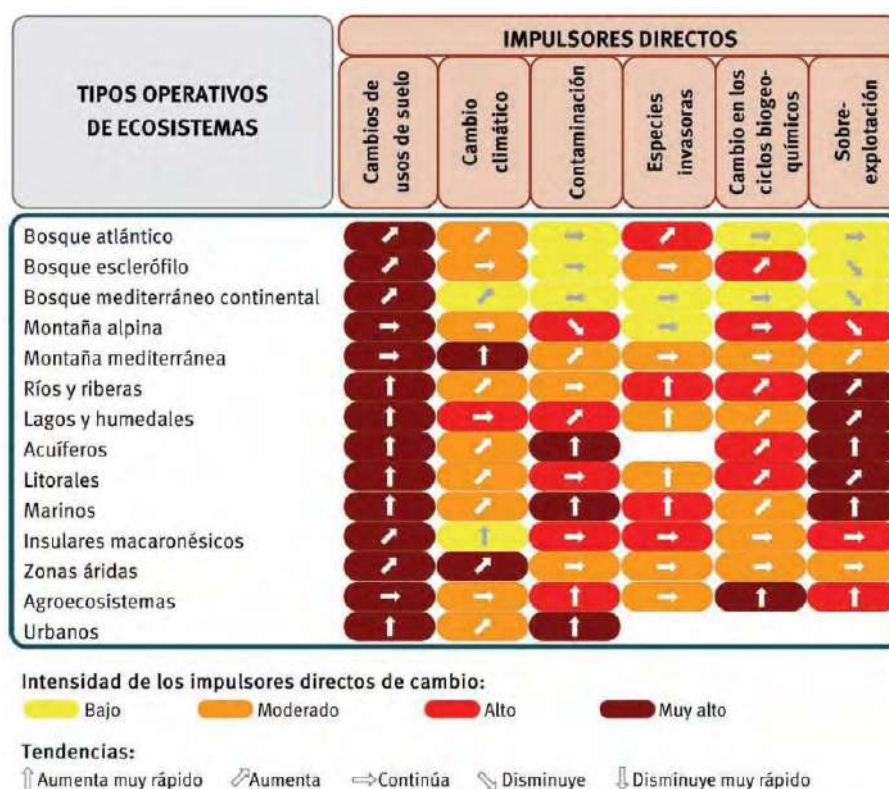 TIPOS OPERATIVOS
DE ECOSISTEMAS
IMPULSORES DIRECTOS
Cambios de
usos de suelo
Cambio
climático
Contaminación
Especies
invasoras
Cambio en los
ciclos biogeo-
químicos
Sobre-
explotación
Bosque atlántico
Bosque esclerófilo
Bosque mediterráneo continental
Montaña alpina
Montaña mediterránea
Ríos y riberas
Lagos y humedales
Acuíferos
Litorales
Marinos
Insulares macaronésicos
Zonas áridas
Agroecosistemas
Urbanos
Intensidad de los impulsores directos de cambio:
Bajo Moderado Alto Muy alto
Tendencias:
Aumenta muy rápido Aumenta Continúa Disminuye Disminuye muy rápido